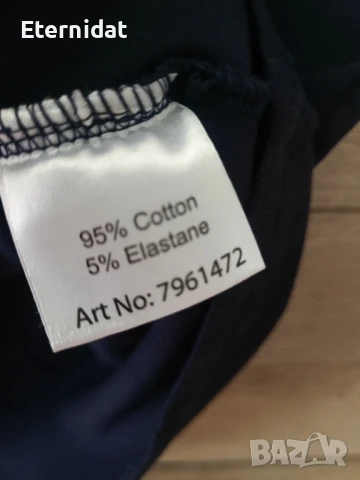 Eternidat
95% Cotton
5% Elastane
Art No: 7961472
BAZAR